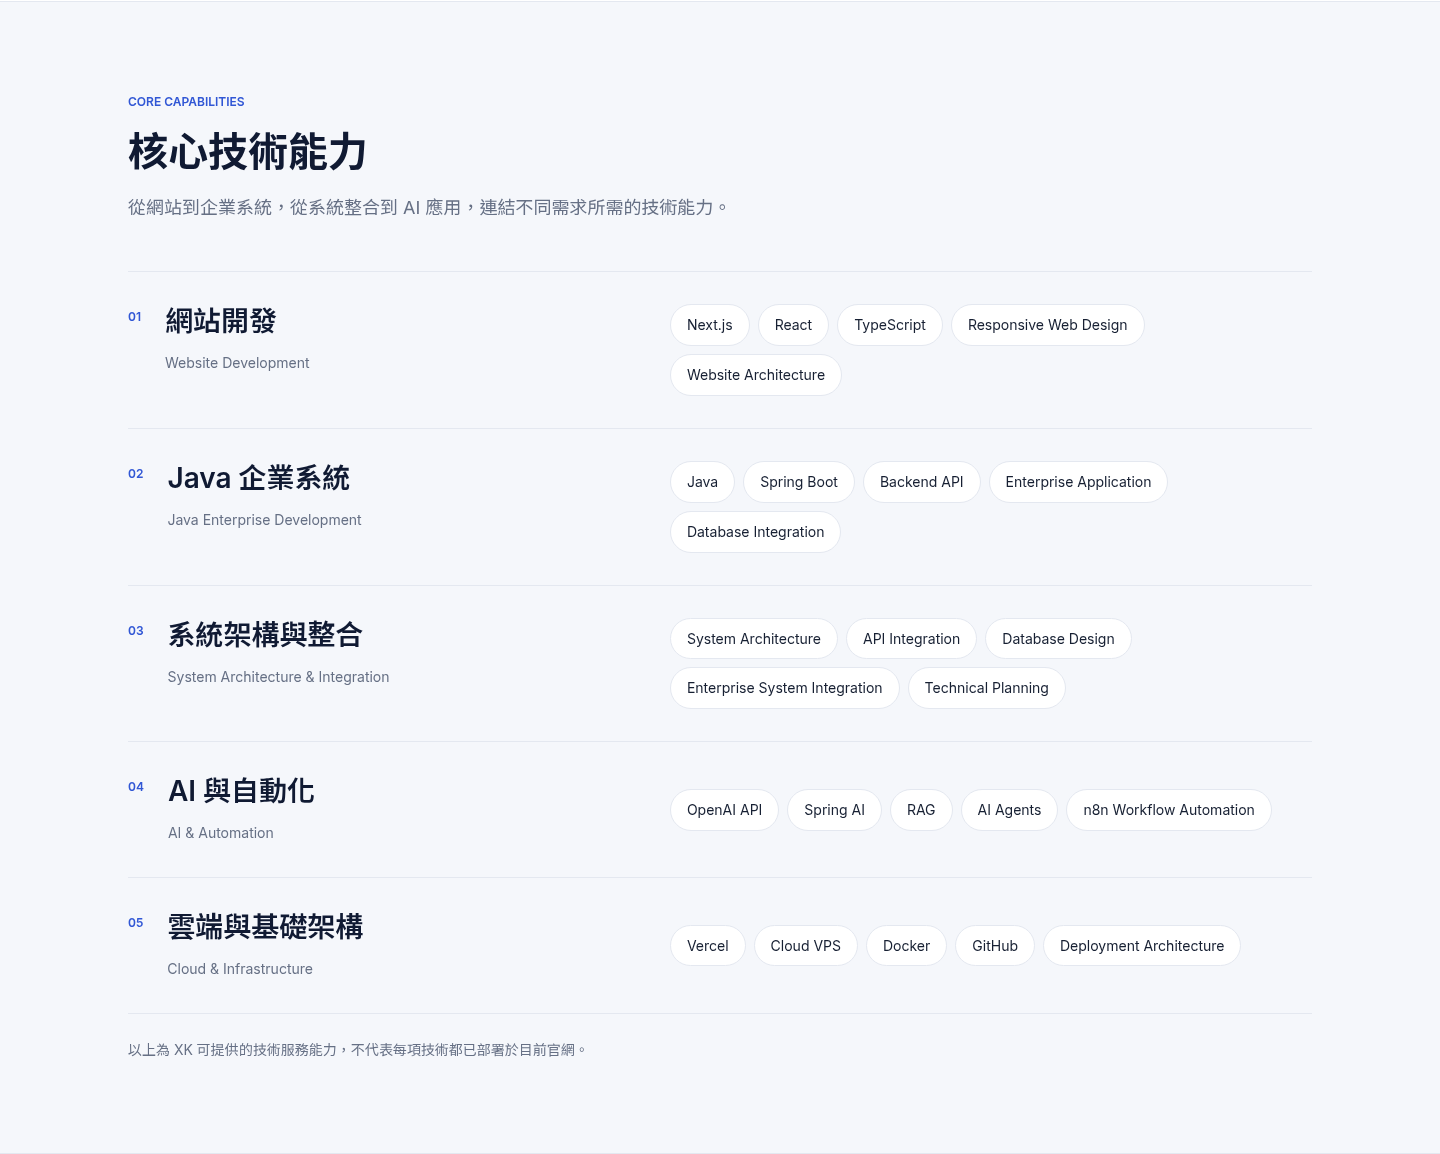 CORE CAPABILITIES
核心技術能力
從網站到企業系統，從系統整合到 AI 應用，連結不同需求所需的技術能力。
01 網站開發
Website Development
Next.js React TypeScript Responsive Web Design
Website Architecture
02 Java 企業系統
Java Enterprise Development
Java Spring Boot Backend API Enterprise Application
Database Integration
03 系統架構與整合
System Architecture & Integration
System Architecture API Integration Database Design
Enterprise System Integration Technical Planning
04 AI 與自動化
AI & Automation
OpenAI API Spring AI RAG AI Agents n8n Workflow Automation
05 雲端與基礎架構
Cloud & Infrastructure
Vercel Cloud VPS Docker GitHub Deployment Architecture
以上為 XK 可提供的技術服務能力，不代表每項技術都已部署於目前官網。